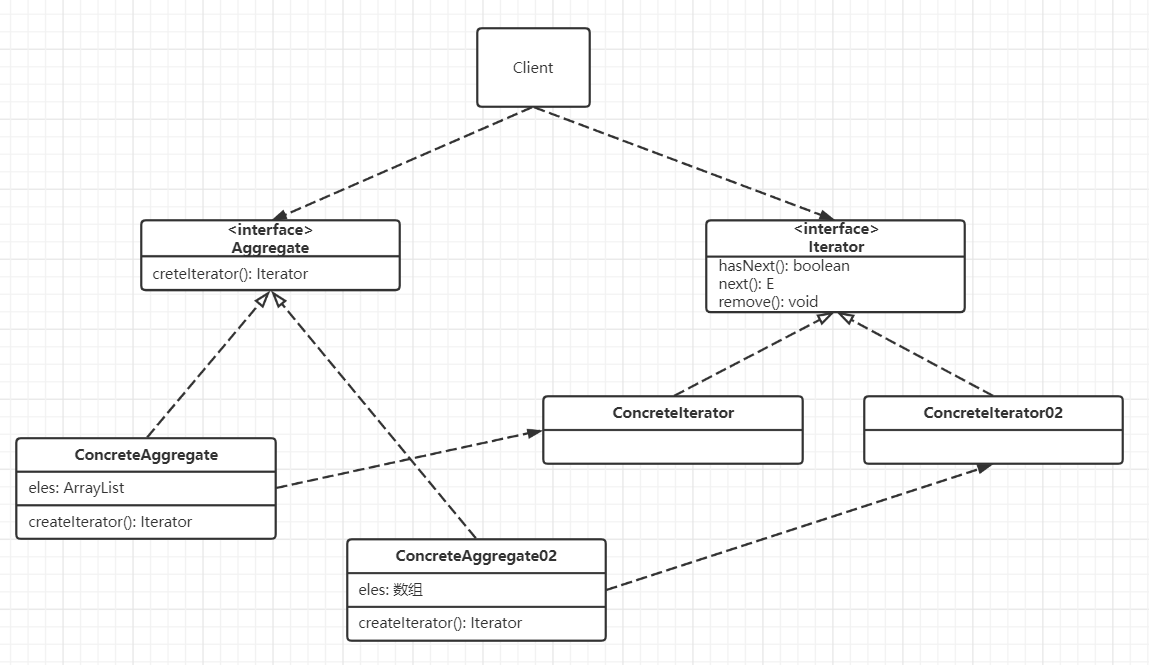 Client
<interface>
Aggregate
creteIterator(): Iterator
<interface>
Iterator
hasNext(): boolean
next(): E
remove(): void
ConcreteIterator
ConcreteIterator02
ConcreteAggregate
eles: ArrayList
createIterator(): Iterator
ConcreteAggregate02
eles: 数组
createIterator(): Iterator